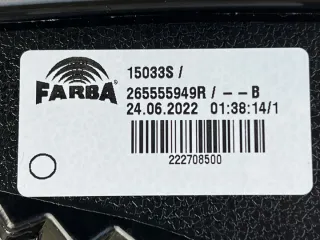 FARBA
15033S /
265555949R / – – B
24.06.2022 01:38:14/1
222708500